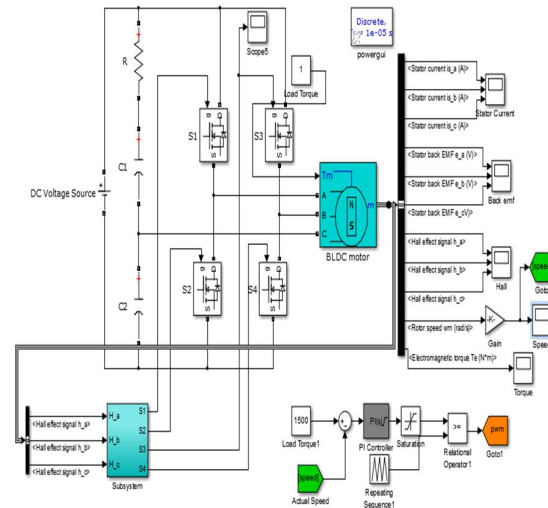 Discrete,
1e-05 s
powergui
R
C1
C2
DC Voltage Source
Scope5
1
Load Torque
S1
S3
S2
S4
Tm
A
B
C
m
N
S
BLDC motor
<Stator current is_a (A)>
<Stator current is_b (A)>
<Stator current is_c (A)>
Stator Current
<Stator back EMF e_a (V)>
<Stator back EMF e_b (V)>
<Stator back EMF e_c(V)>
Back emf
<Hall effect signal h_a>
<Hall effect signal h_b>
<Hall effect signal h_c>
Hall
[speed
Goto
<Rotor speed wm (rad/s)>
-K-
Gain
Spee
<Electromagnetic torque Te (N*m)>
Torque
<Hall effect signal h_a>
<Hall effect signal h_b>
<Hall effect signal h_c>
H_a
H_b
H_c
S1
S2
S3
S4
Subsystem
1500
Load Torque1
[speed]
Actual Speed
PI Controller
Saturation
Repeating
Sequence1
>=
Relational
Operator1
pwm
Goto1